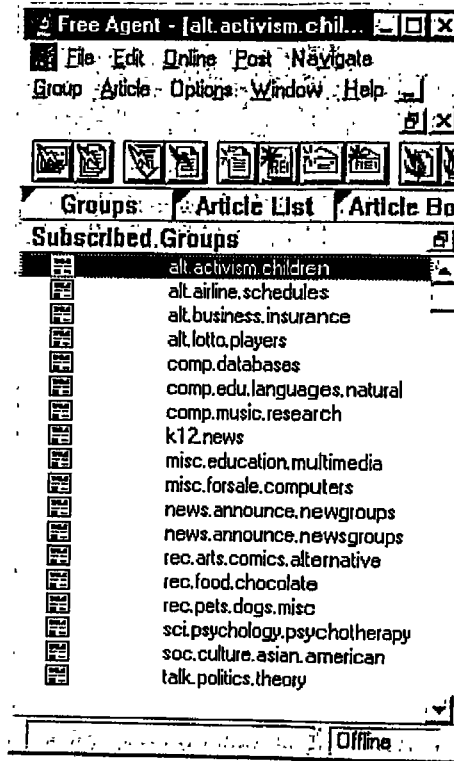 Free Agent - [alt.activism.chil...
File Edit Online Post Navigate
Group Article Options Window Help
Groups Article List Article Bo
Subscribed Groups
alt.activism.children
alt.airline.schedules
alt.business.insurance
alt.lotto.players
comp.databases
comp.edu.languages.natural
comp.music.research
k12.news
misc.education.multimedia
misc.forsale.computers
news.announce.newgroups
news.announce.newsgroups
rec.arts.comics.alternative
rec.food.chocolate
rec.pets.dogs.misc
sci.psychology.psychotherapy
soc.culture.asian.american
talk.politics.theory
Offline